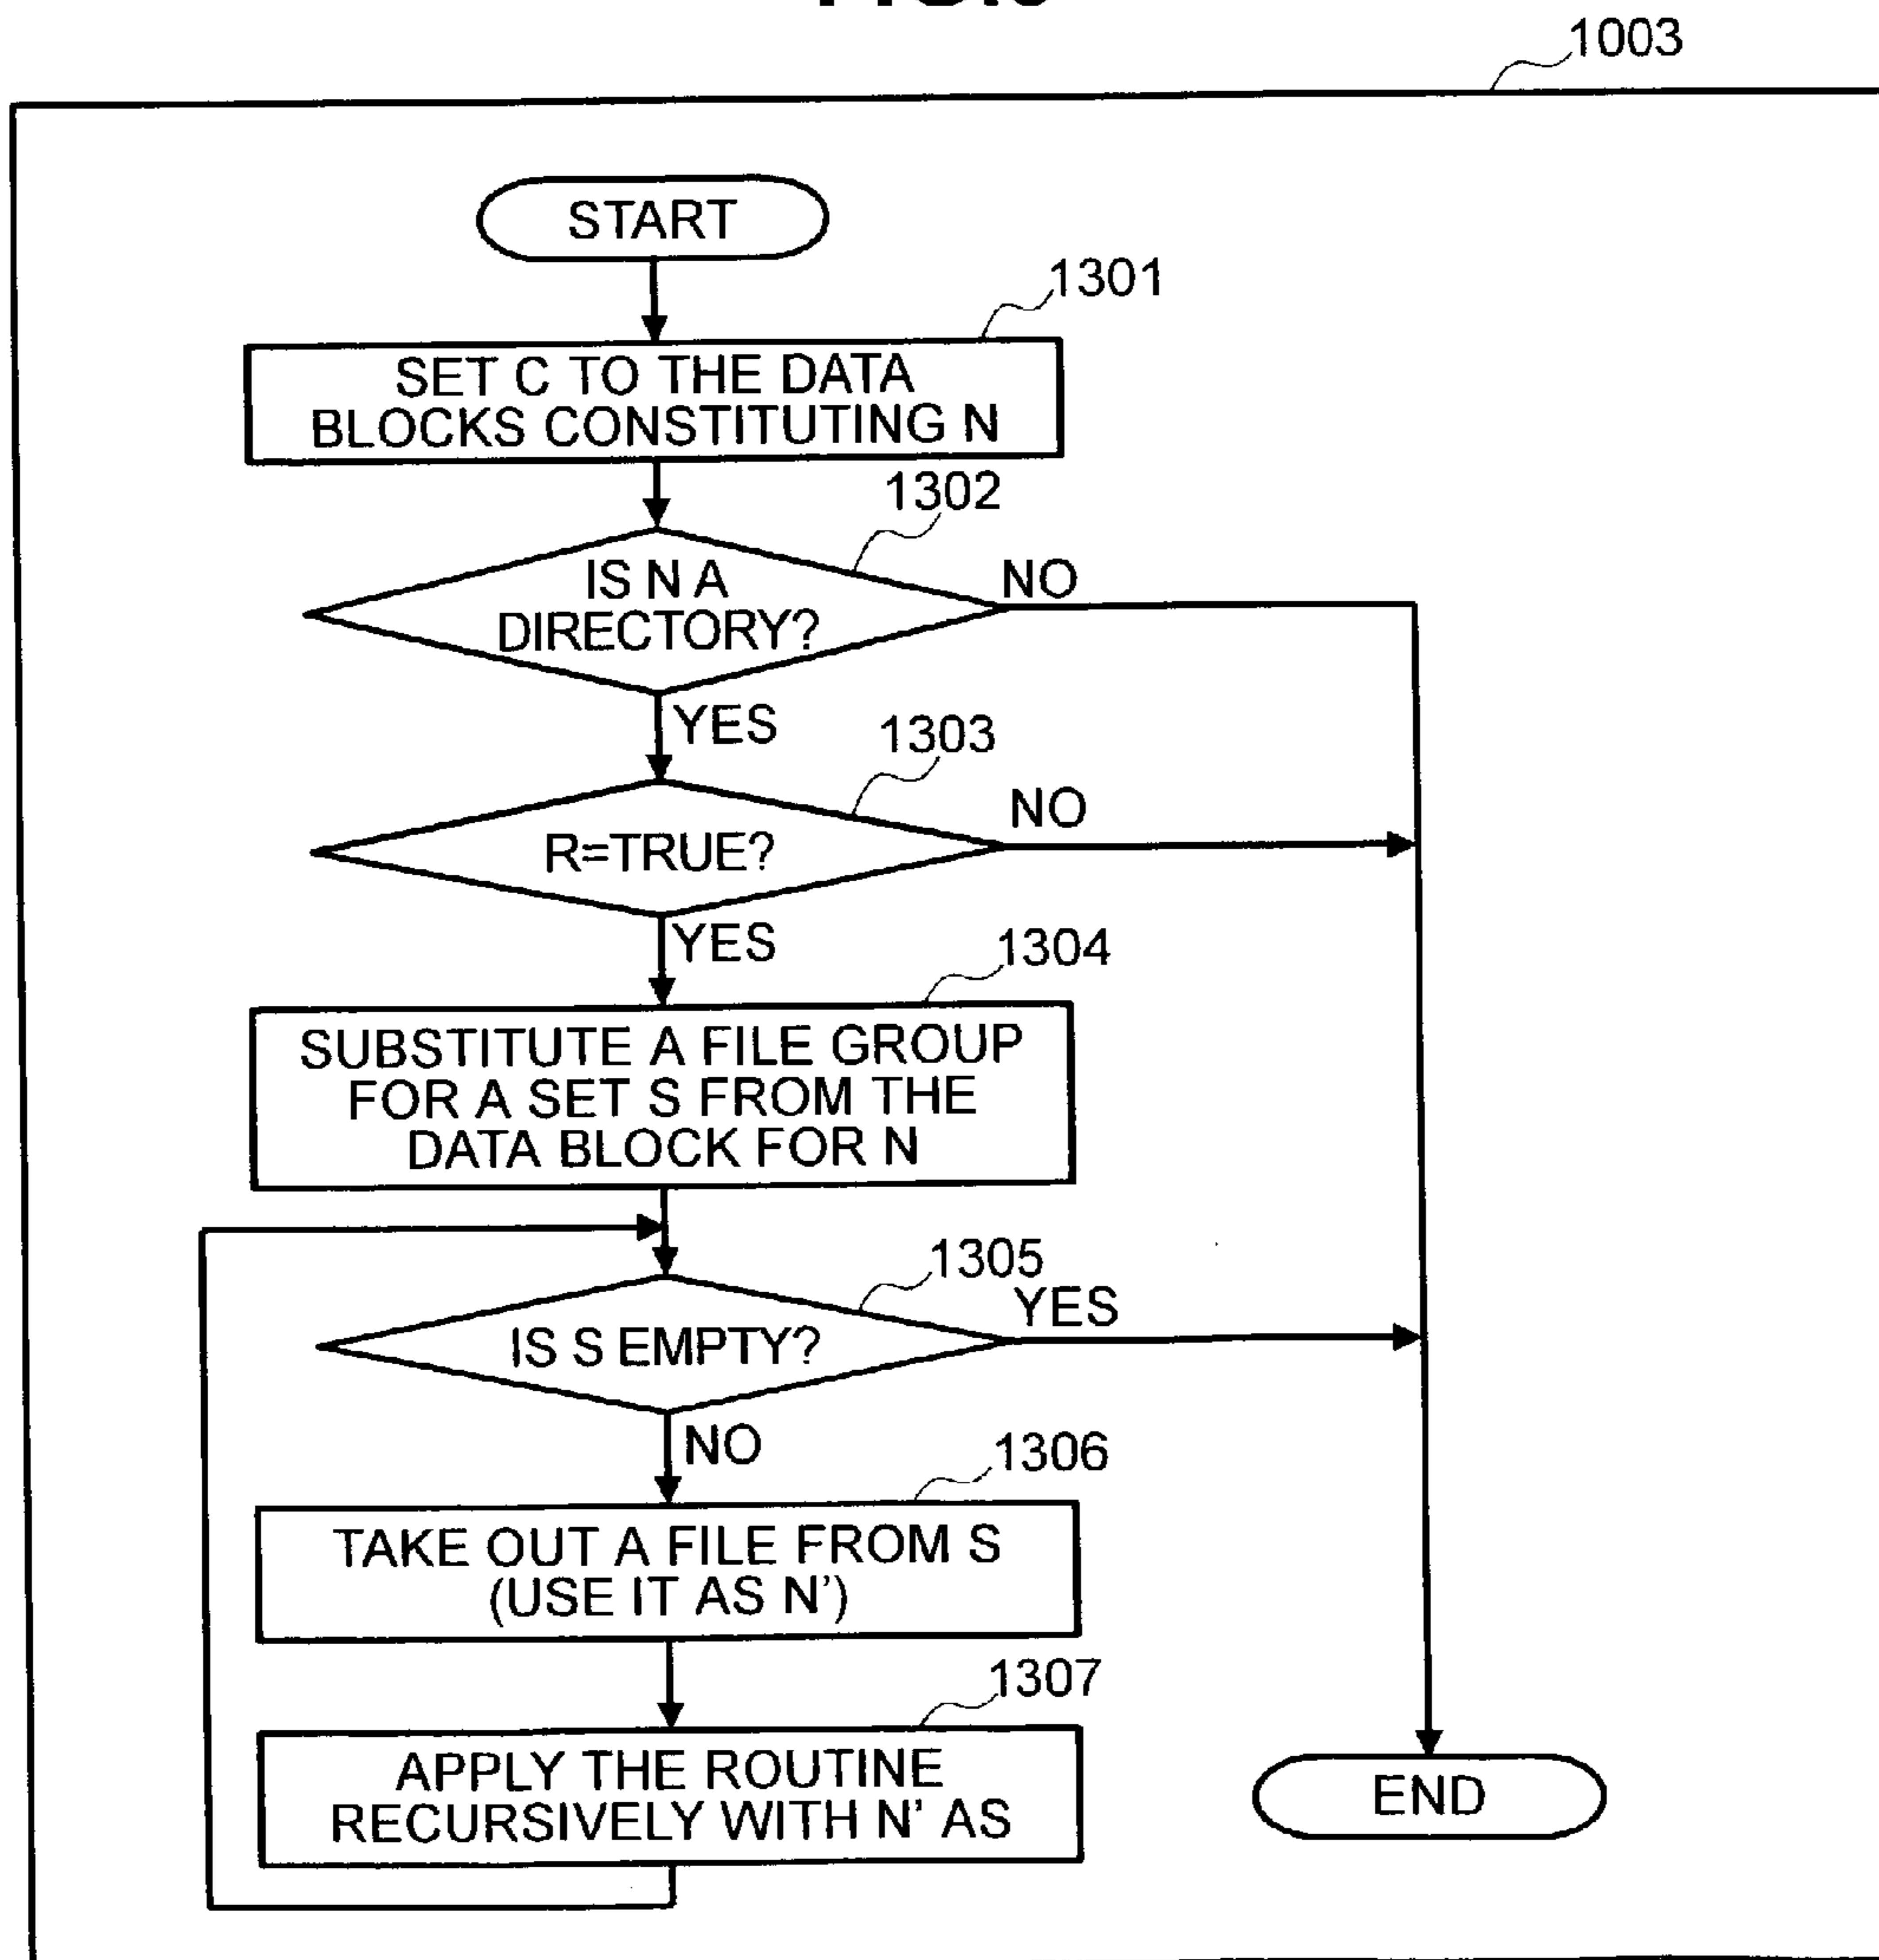 1003
START
1301
SET C TO THE DATA
BLOCKS CONSTITUTING N
1302
IS N A
DIRECTORY?
NO
YES
1303
R=TRUE?
NO
YES
1304
SUBSTITUTE A FILE GROUP
FOR A SET S FROM THE
DATA BLOCK FOR N
1305
IS S EMPTY?
YES
NO
1306
TAKE OUT A FILE FROM S
(USE IT AS N')
1307
APPLY THE ROUTINE
RECURSIVELY WITH N' AS
END